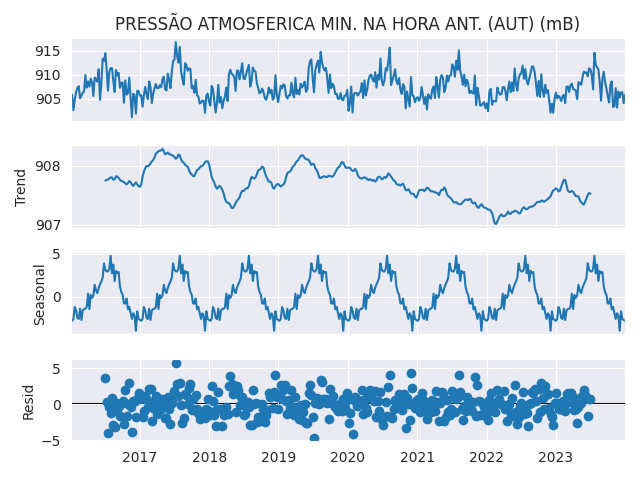 PRESSÃO ATMOSFERICA MIN. NA HORA ANT. (AUT) (mB)
915
910
905
Trend
908
907
Seasonal
5
0
Resid
5
0
−5
2017 2018 2019 2020 2021 2022 2023